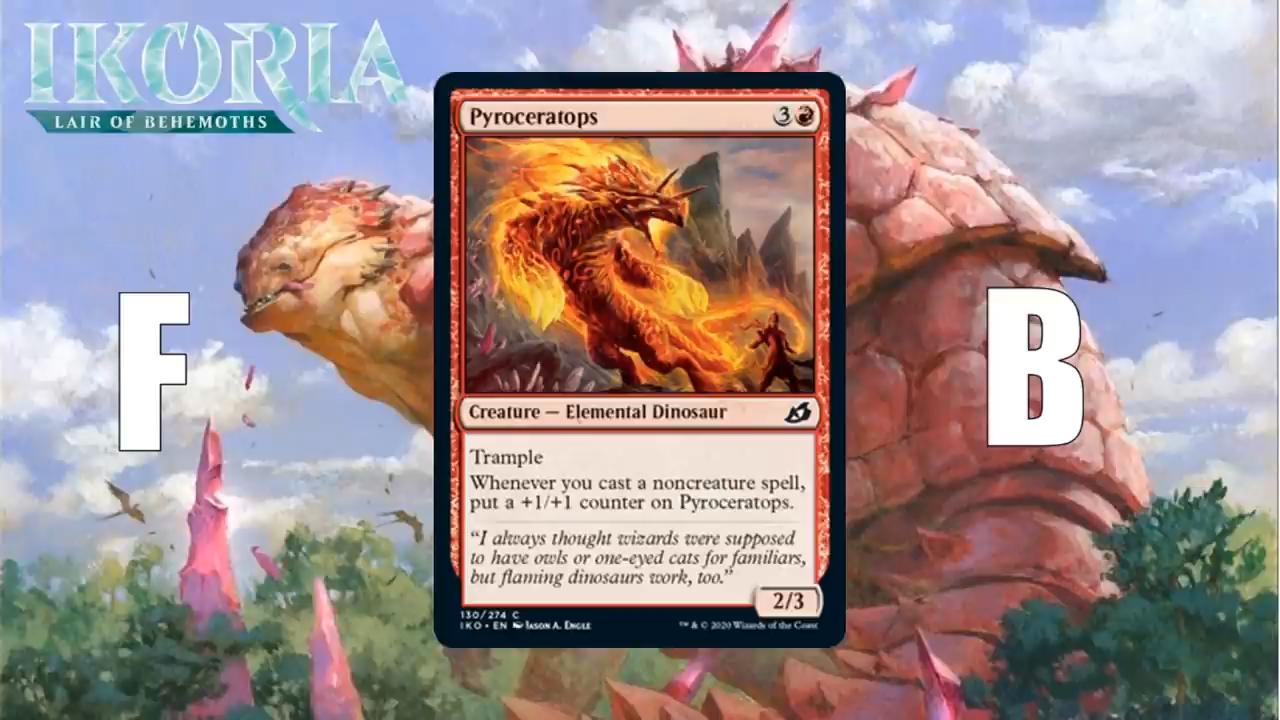 IKORIA
LAIR OF BEHEMOTHS
F
B
Pyroceratops
3
Creature — Elemental Dinosaur
Trample
Whenever you cast a noncreature spell,
put a +1/+1 counter on Pyroceratops.
"I always thought wizards were supposed
to have owls or one-eyed cats for familiars,
but flaming dinosaurs work, too."
2/3
130/274 C
IKO • EN JASON A. ENGLE
™ & © 2020 Wizards of the Coast